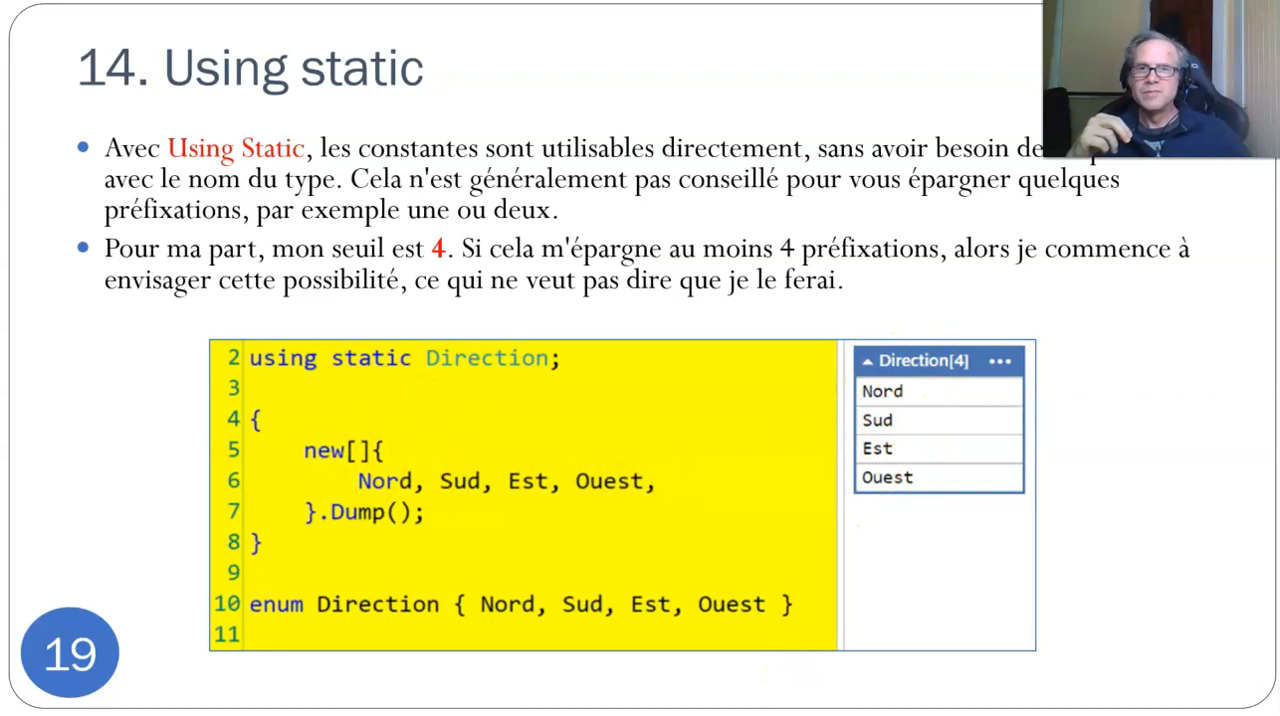 14. Using static
Avec Using Static, les constantes sont utilisables directement, sans avoir besoin de
avec le nom du type. Cela n'est généralement pas conseillé pour vous épargner quelques
préfixations, par exemple une ou deux.
Pour ma part, mon seuil est 4. Si cela m'épargne au moins 4 préfixations, alors je commence à
envisager cette possibilité, ce qui ne veut pas dire que je le ferai.
2 using static Direction;
3
4 {
5 new[]{
6 Nord, Sud, Est, Ouest,
7 }.Dump();
8 }
9
10 enum Direction { Nord, Sud, Est, Ouest }
11
Direction[4] •••
Nord
Sud
Est
Ouest
19